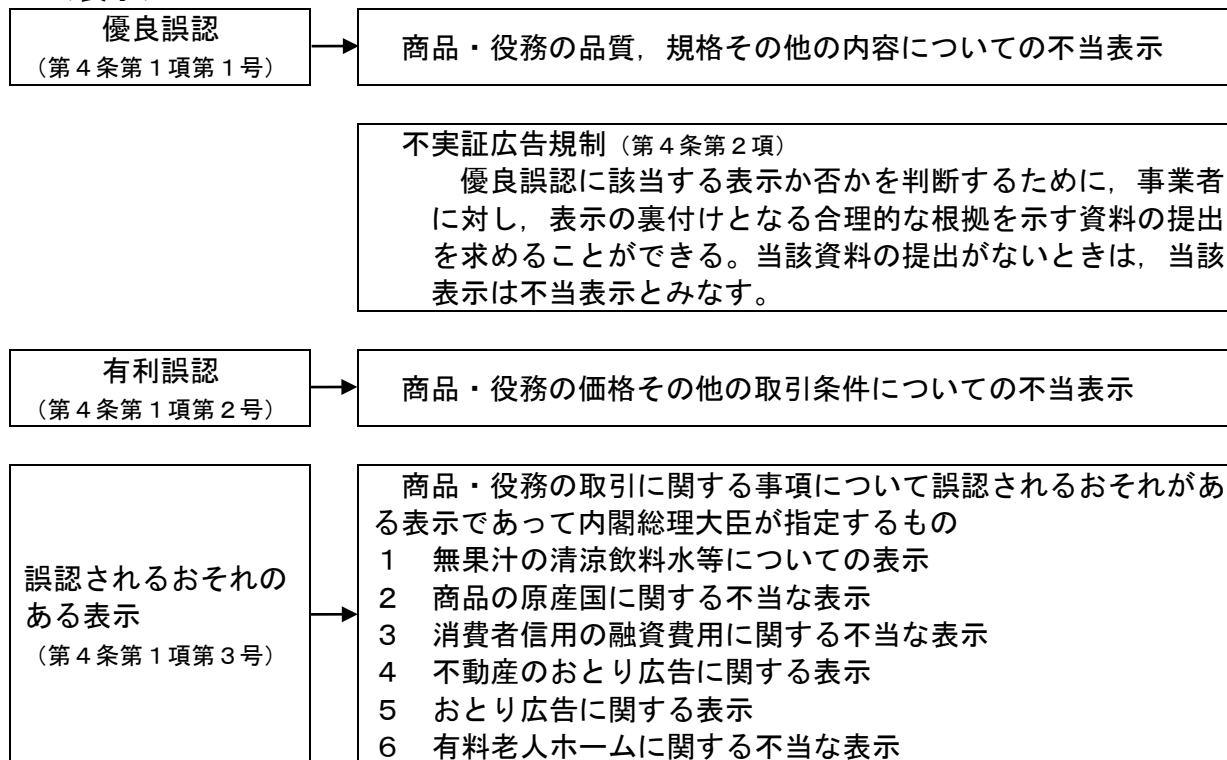 優良誤認
（第４条第１項第１号）
商品・役務の品質，規格その他の内容についての不当表示
不実証広告規制（第４条第２項）
優良誤認に該当する表示か否かを判断するために，事業者
に対し，表示の裏付けとなる合理的な根拠を示す資料の提出
を求めることができる。当該資料の提出がないときは，当該
表示は不当表示とみなす。
有利誤認
（第４条第１項第２号）
商品・役務の価格その他の取引条件についての不当表示
誤認されるおそれの
ある表示
（第４条第１項第３号）
商品・役務の取引に関する事項について誤認されるおそれがあ
る表示であって内閣総理大臣が指定するもの
１　無果汁の清涼飲料水等についての表示
２　商品の原産国に関する不当な表示
３　消費者信用の融資費用に関する不当な表示
４　不動産のおとり広告に関する表示
５　おとり広告に関する表示
６　有料老人ホームに関する不当な表示